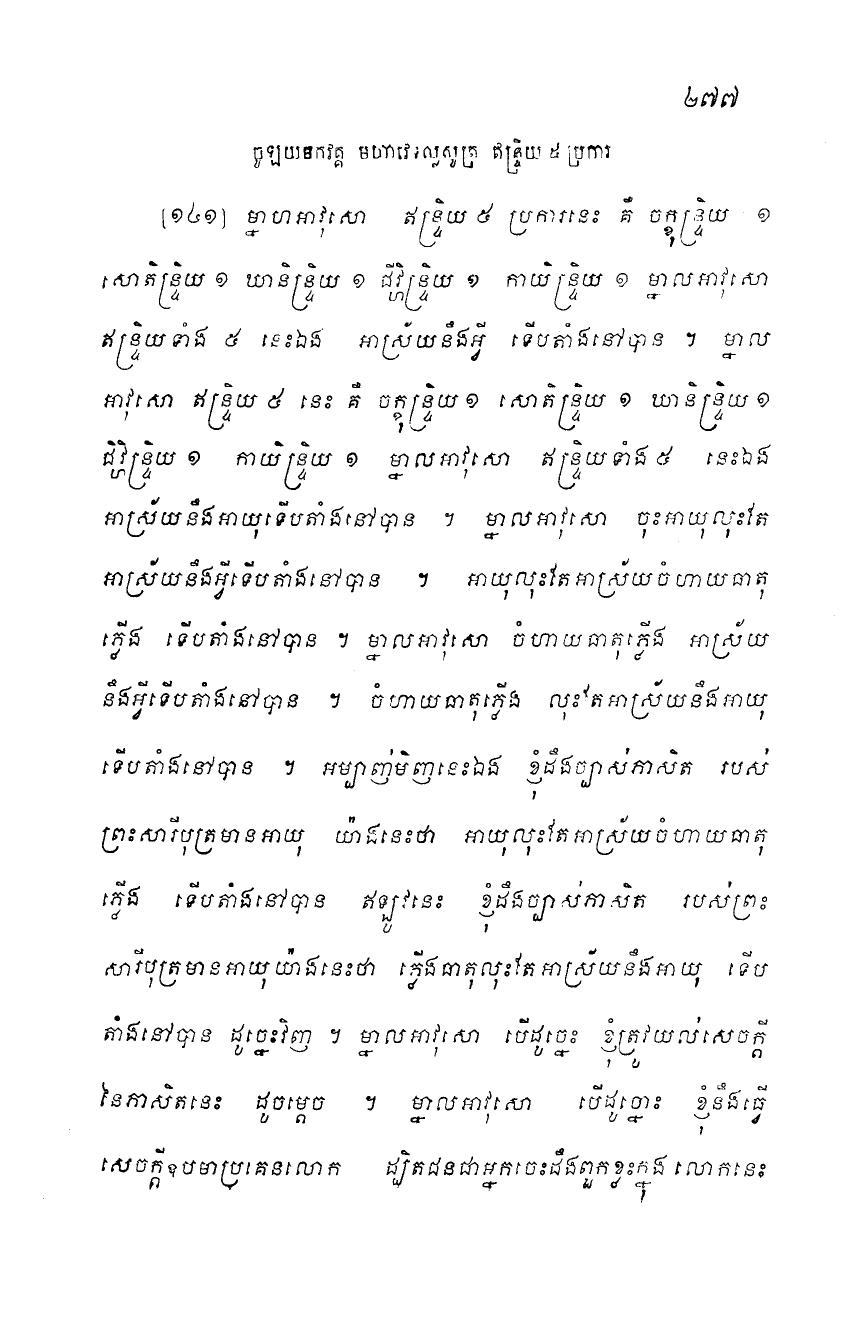 ២៧៧
ចូឡយមកវគ្គ មហាវេទល្លសូត្រ ឥន្ទ្រិយ ៥ ប្រការ
[១៤១] ម្នាលអាវុសោ ឥន្ទ្រិយ ៥ ប្រការនេះ គឺ ចក្ខុន្ទ្រិយ ១
សោតិន្ទ្រិយ ១ ឃានិន្ទ្រិយ ១ ជីវ្ហិន្ទ្រិយ ១ កាយិន្ទ្រិយ ១ ម្នាលអាវុសោ
ឥន្ទ្រិយទាំង ៥ នេះឯង អាស្រ័យនឹងអ្វី ទើបតាំងនៅបាន ។ ម្នាល
អាវុសោ ឥន្ទ្រិយ ៥ នេះ គឺ ចក្ខុន្ទ្រិយ ១ សោតិន្ទ្រិយ ១ ឃានិន្ទ្រិយ ១
ជិវ្ហិន្ទ្រិយ ១ កាយិន្ទ្រិយ ១ ម្នាលអាវុសោ ឥន្ទ្រិយទាំង ៥ នេះឯង
អាស្រ័យនឹងអាយុទើបតាំងនៅបាន ។ ម្នាលអាវុសោ ចុះអាយុលុះតែ
អាស្រ័យនឹងអ្វីទើបតាំងនៅបាន ។ អាយុលុះតែអាស្រ័យចំហាយធាតុ
ភ្លើង ទើបតាំងនៅបាន ។ ម្នាលអាវុសោ ចំហាយធាតុភ្លើង អាស្រ័យ
នឹងអ្វីទើបតាំងនៅបាន ។ ចំហាយធាតុភ្លើង លុះតែអាស្រ័យនឹងអាយុ
ទើបតាំងនៅបាន ។ អម្បាញ់មិញនេះឯង ខ្ញុំដឹងច្បាស់ភាសិត របស់
ព្រះសារីបុត្រមានអាយុ យ៉ាងនេះថា អាយុលុះតែអាស្រ័យចំហាយធាតុ
ភ្លើង ទើបតាំងនៅបាន ឥឡូវនេះ ខ្ញុំដឹងច្បាស់ភាសិត របស់ព្រះ
សារីបុត្រមានអាយុយ៉ាងនេះថា ភ្លើងធាតុលុះតែអាស្រ័យនឹងអាយុ ទើប
តាំងនៅបាន ដូច្នេះវិញ ។ ម្នាលអាវុសោ បើដូច្នេះ ខ្ញុំត្រូវយល់សេចក្តី
នៃភាសិតនេះ ដូចម្តេច ។ ម្នាលអាវុសោ បើដូច្នោះ ខ្ញុំនឹងធ្វើ
សេចក្តីឧបមាប្រគេនលោក ដ្បិតជនជាអ្នកចេះដឹងពួកខ្លះក្នុង លោកនេះ